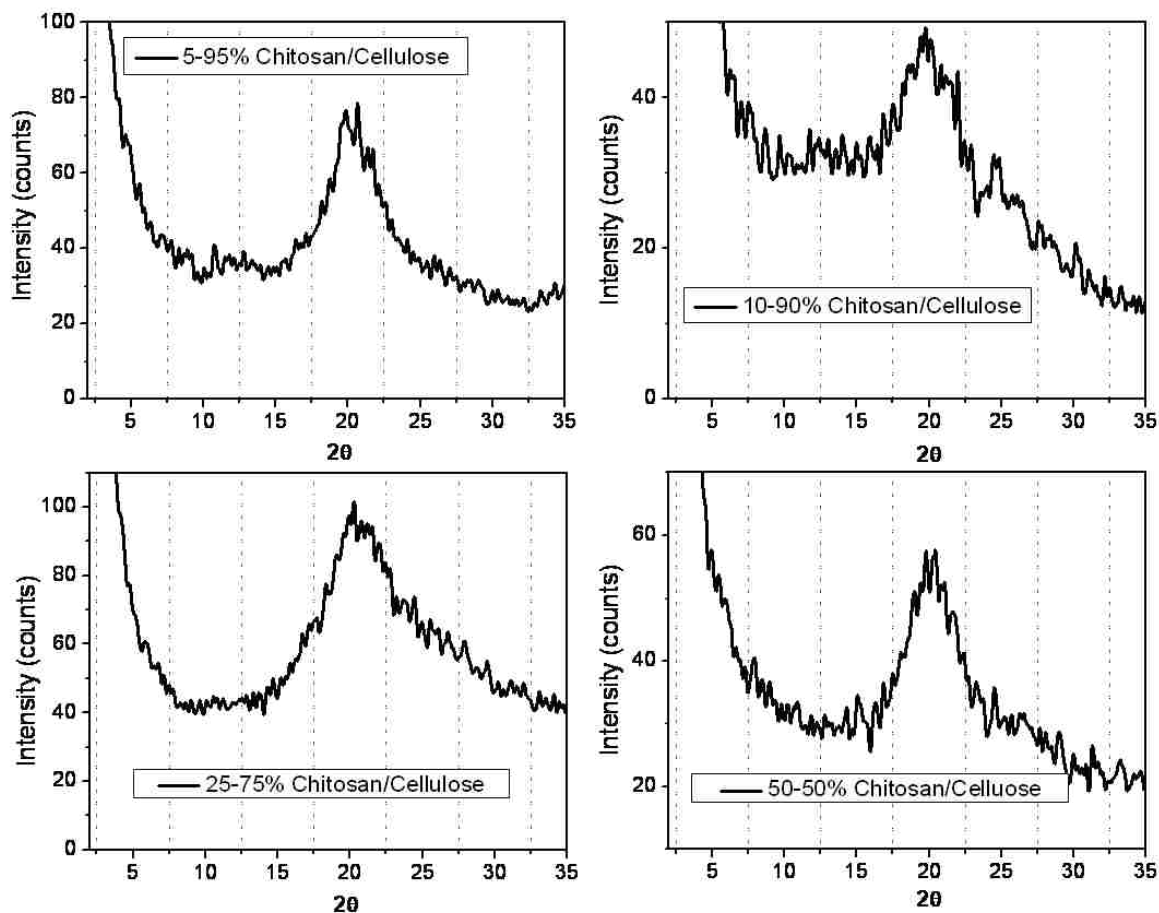 5-95% Chitosan/Cellulose
Intensity (counts)
100
80
60
40
20
0
5 10 15 20 25 30 35
2θ
10-90% Chitosan/Cellulose
Intensity (counts)
40
20
0
5 10 15 20 25 30 35
2θ
25-75% Chitosan/Cellulose
Intensity (counts)
100
80
60
40
20
0
5 10 15 20 25 30 35
2θ
50-50% Chitosan/Celluose
Intensity (counts)
60
40
20
5 10 15 20 25 30 35
2θ